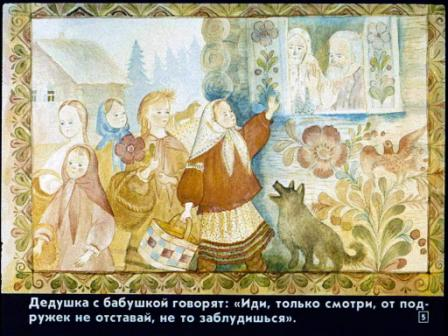 Дедушка с бабушкой говорят: «Иди, только смотри, от под-
ружек не отставай, не то заблудишься».
5